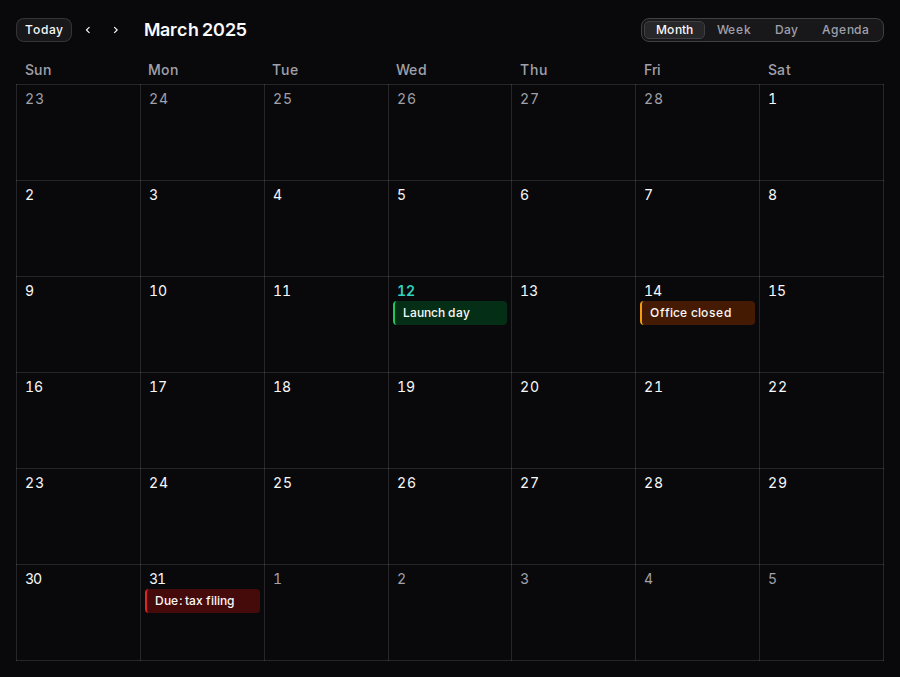 Today ‹ › March 2025 Month Week Day Agenda
Sun Mon Tue Wed Thu Fri Sat
23 24 25 26 27 28 1
2 3 4 5 6 7 8
9 10 11 12 13 14 15
Launch day Office closed
16 17 18 19 20 21 22
23 24 25 26 27 28 29
30 31 1 2 3 4 5
Due: tax filing